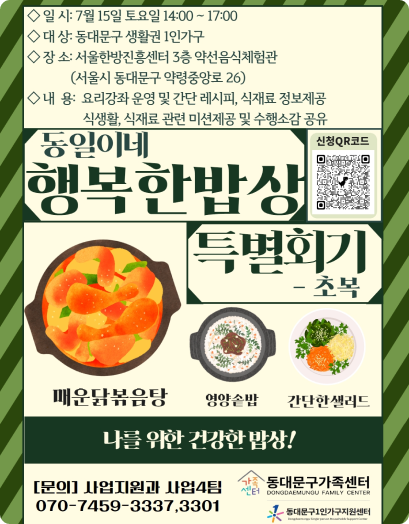 ◇ 일 시: 7월 15일 토요일 14:00 ~ 17:00
◇ 대 상: 동대문구 생활권 1인가구
◇ 장 소: 서울한방진흥센터 3층 약선음식체험관
(서울시 동대문구 약령중앙로 26)
◇ 내 용: 요리강좌 운영 및 간단 레시피, 식재료 정보제공
식생활, 식재료 관련 미션제공 및 수행소감 공유
신청QR코드
동일이네
행복한밥상
특별회기
- 초복
매운닭볶음탕
영양솥밥
간단한샐러드
나를 위한 건강한 밥상!
[문의] 사업지원과 사업4팀
070-7459-3337,3301
가족센터
동대문구가족센터
DONGDAEMUNGU FAMILY CENTER
동대문구1인가구지원센터